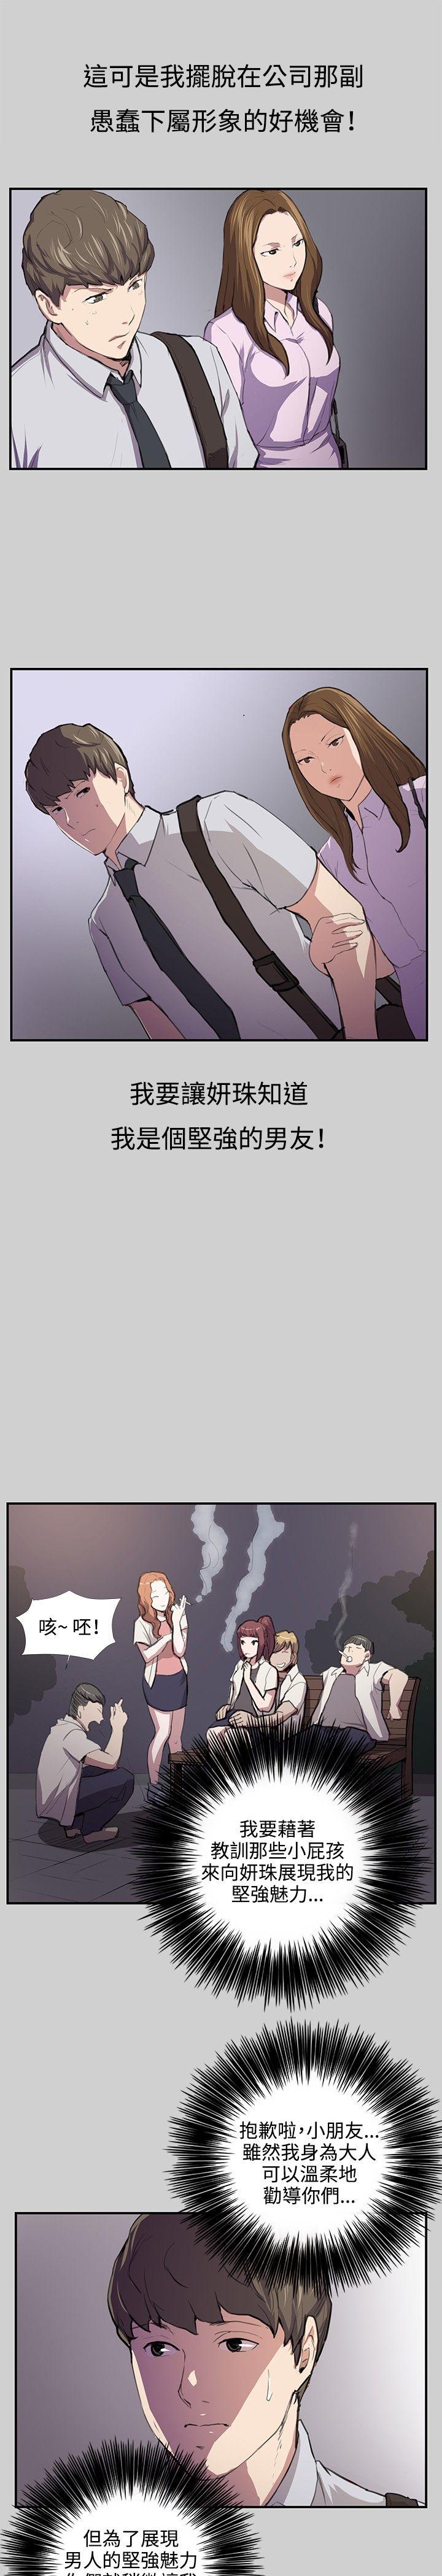 這可是我擺脫在公司那副
愚蠢下屬形象的好機會!
我要讓妍珠知道
我是個堅強的男友!
咳~ 呸!
我要藉著
教訓那些小屁孩
來向妍珠展現我的
堅強魅力...
抱歉啦,小朋友...
雖然我身為大人
可以溫柔地
勸導你們...
但為了展現
男人的堅強魅力